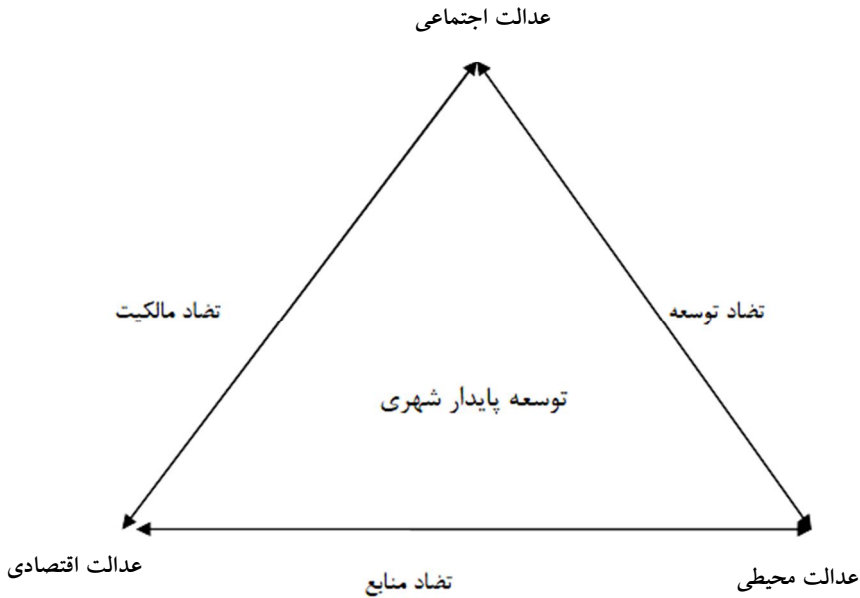 عدالت اجتماعی
تضاد توسعه
تضاد مالکیت
توسعه پایدار شهری
عدالت محیطی
عدالت اقتصادی
تضاد منابع